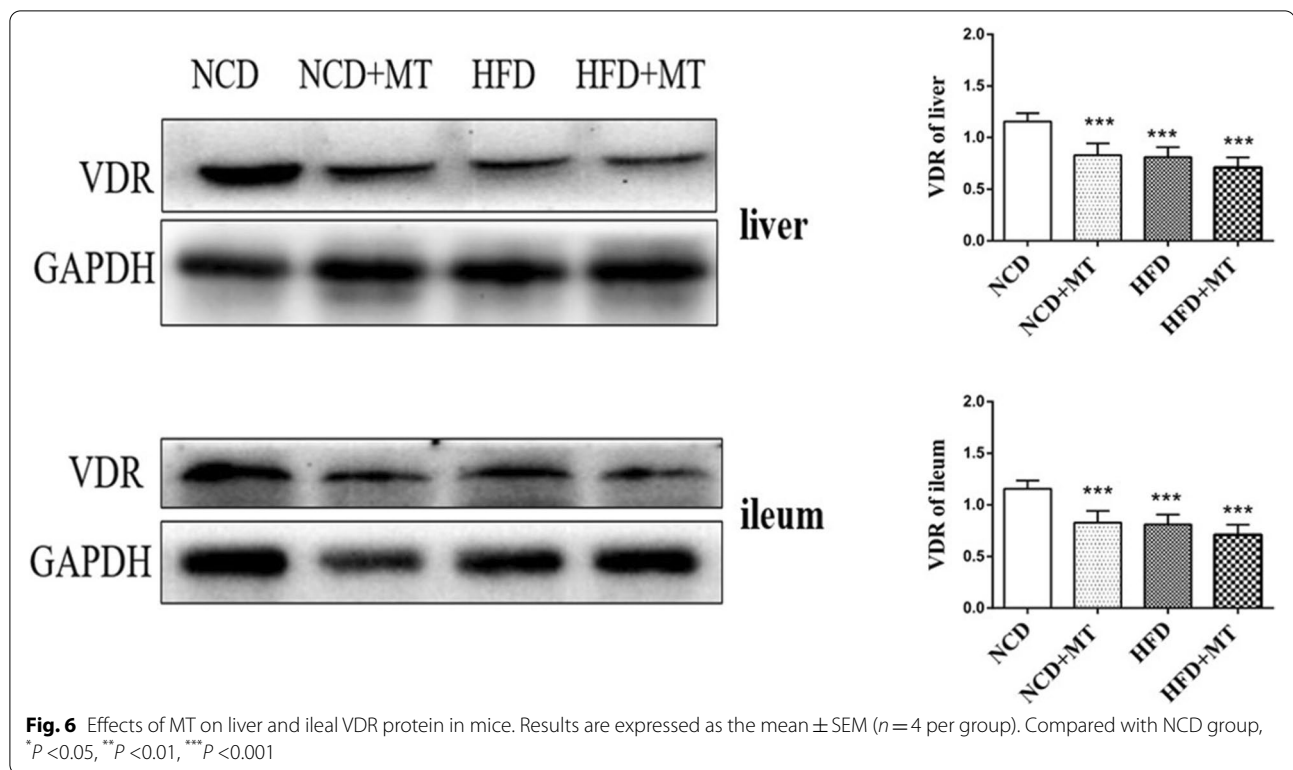 NCD NCD+MT HFD HFD+MT
VDR
GAPDH
liver
VDR
GAPDH
ileum
VDR of liver
2.0
1.5
1.0
0.5
0.0
*** *** ***
NCD
NCD+MT
HFD
HFD+MT
VDR of ileum
2.0
1.5
1.0
0.5
0.0
*** *** ***
NCD
NCD+MT
HFD
HFD+MT
Fig. 6 Effects of MT on liver and ileal VDR protein in mice. Results are expressed as the mean ± SEM (n = 4 per group). Compared with NCD group,
*P <0.05, **P <0.01, ***P <0.001